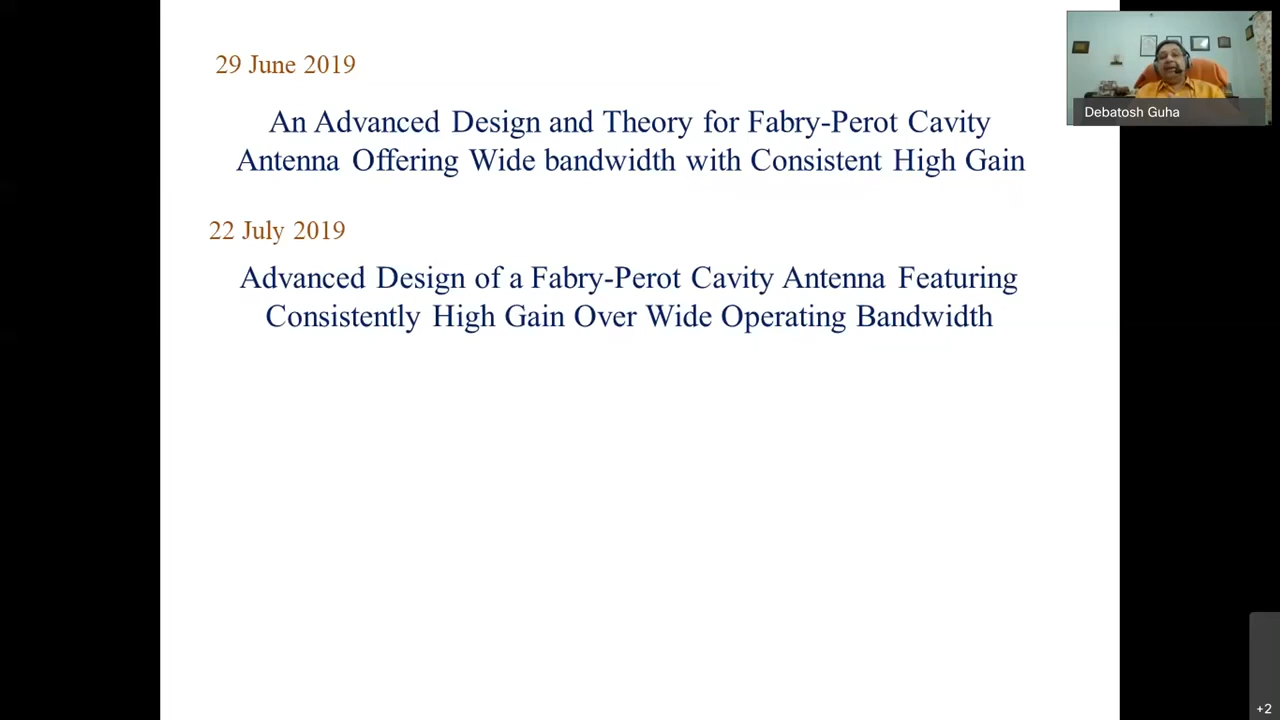 29 June 2019
An Advanced Design and Theory for Fabry-Perot Cavity
Antenna Offering Wide bandwidth with Consistent High Gain
22 July 2019
Advanced Design of a Fabry-Perot Cavity Antenna Featuring
Consistently High Gain Over Wide Operating Bandwidth
Debatosh Guha
+2